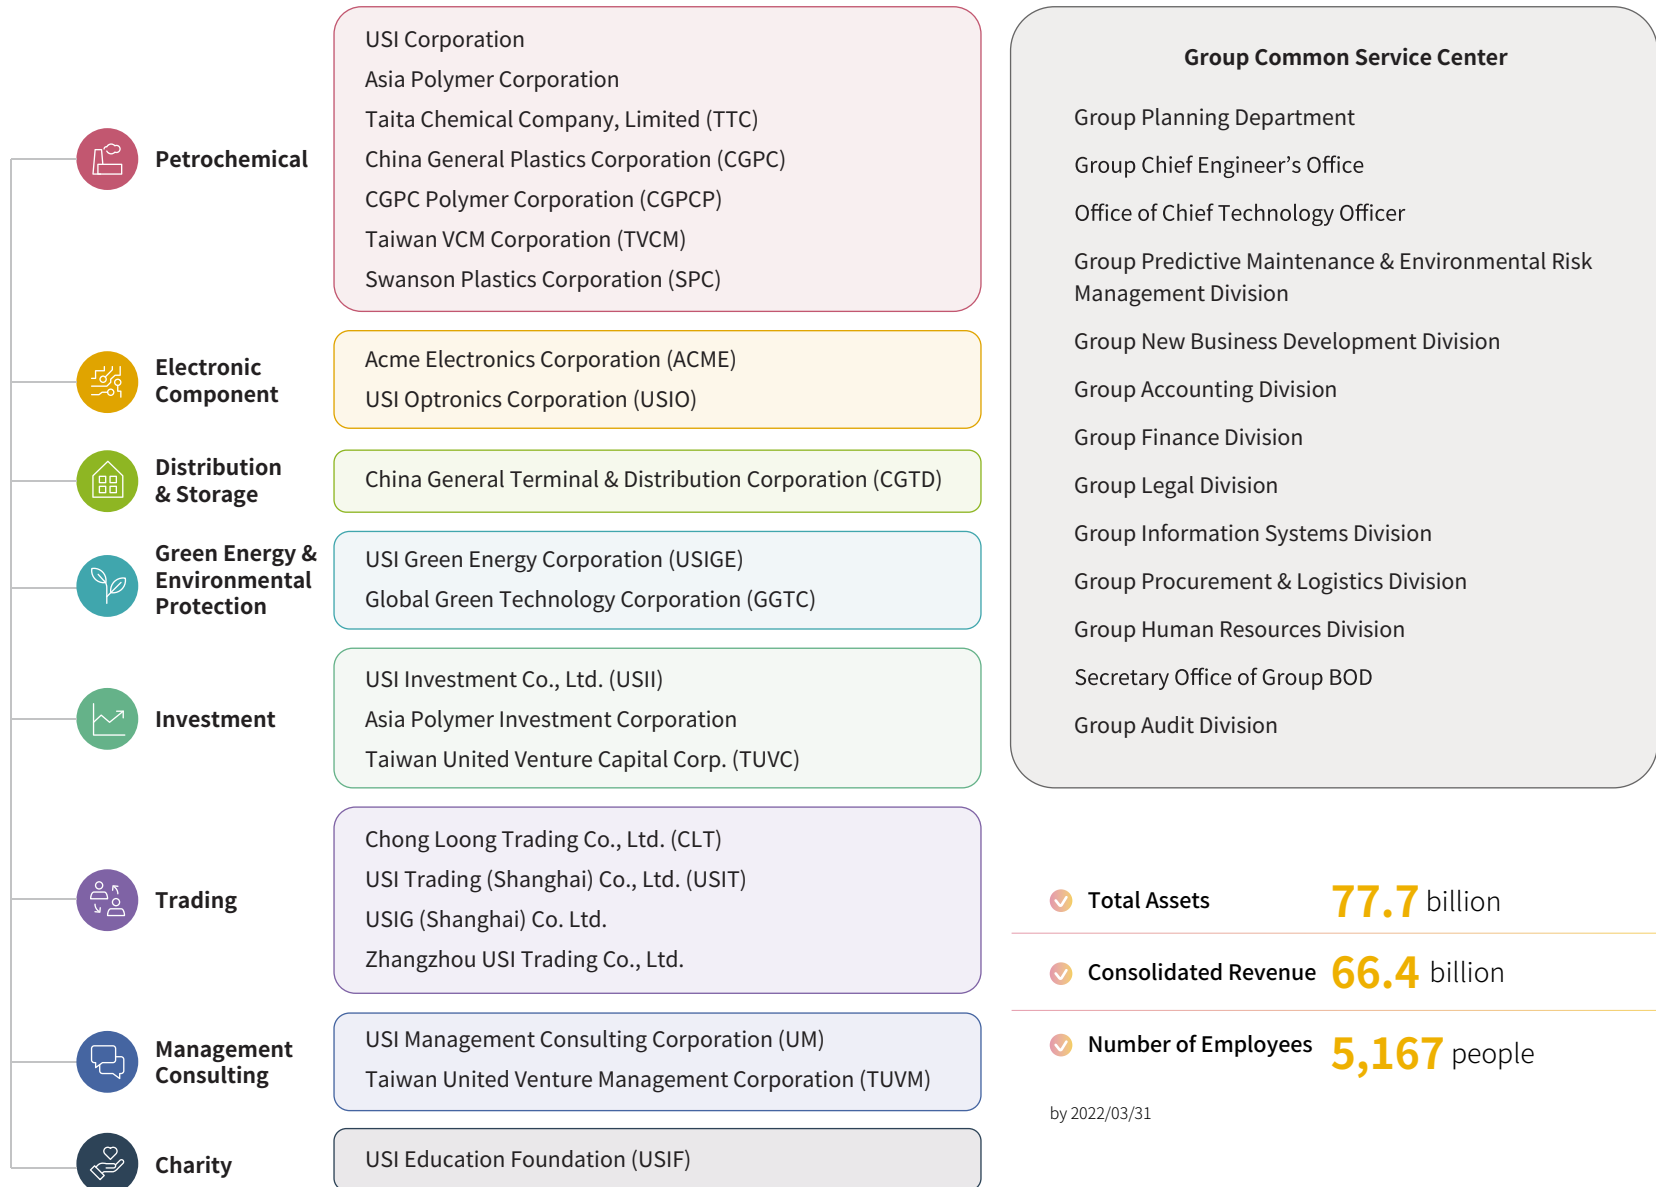 Petrochemical
USI Corporation
Asia Polymer Corporation
Taita Chemical Company, Limited (TTC)
China General Plastics Corporation (CGPC)
CGPC Polymer Corporation (CGPCP)
Taiwan VCM Corporation (TVCM)
Swanson Plastics Corporation (SPC)
Electronic
Component
Acme Electronics Corporation (ACME)
USI Optronics Corporation (USIO)
Distribution
& Storage
China General Terminal & Distribution Corporation (CGTD)
Green Energy &
Environmental
Protection
USI Green Energy Corporation (USIGE)
Global Green Technology Corporation (GGTC)
Investment
USI Investment Co., Ltd. (USII)
Asia Polymer Investment Corporation
Taiwan United Venture Capital Corp. (TUVC)
Trading
Chong Loong Trading Co., Ltd. (CLT)
USI Trading (Shanghai) Co., Ltd. (USIT)
USIG (Shanghai) Co. Ltd.
Zhangzhou USI Trading Co., Ltd.
Management
Consulting
USI Management Consulting Corporation (UM)
Taiwan United Venture Management Corporation (TUVM)
Charity
USI Education Foundation (USIF)
Group Common Service Center
Group Planning Department
Group Chief Engineer’s Office
Office of Chief Technology Officer
Group Predictive Maintenance & Environmental Risk
Management Division
Group New Business Development Division
Group Accounting Division
Group Finance Division
Group Legal Division
Group Information Systems Division
Group Procurement & Logistics Division
Group Human Resources Division
Secretary Office of Group BOD
Group Audit Division
Total Assets 77.7 billion
Consolidated Revenue 66.4 billion
Number of Employees 5,167 people
by 2022/03/31